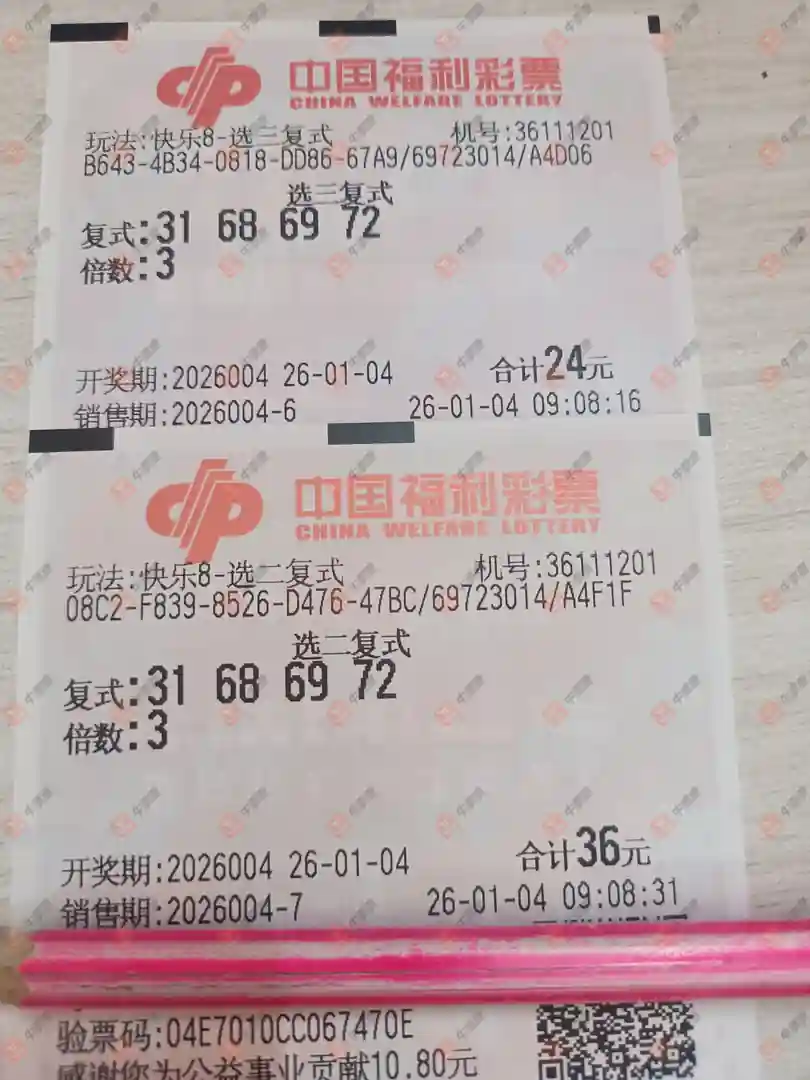 中国福利彩票
CHINA WELFARE LOTTERY
玩法:快乐8-选三复式 机号:36111201
B643-4B34-0818-DD86-67A9/69723014/A4D06
选三复式
复式:31 68 69 72
倍数:3
开奖期:2026004 26-01-04 合计24元
销售期:2026004-6 26-01-04 09:08:16
中国福利彩票
CHINA WELFARE LOTTERY
玩法:快乐8-选二复式 机号:36111201
08C2-F839-8526-D476-47BC/69723014/A4F1F
选二复式
复式:31 68 69 72
倍数:3
开奖期:2026004 26-01-04 合计36元
销售期:2026004-7 26-01-04 09:08:31
验票码:04E7010CC067470E
感谢您为公益事业贡献10.80元